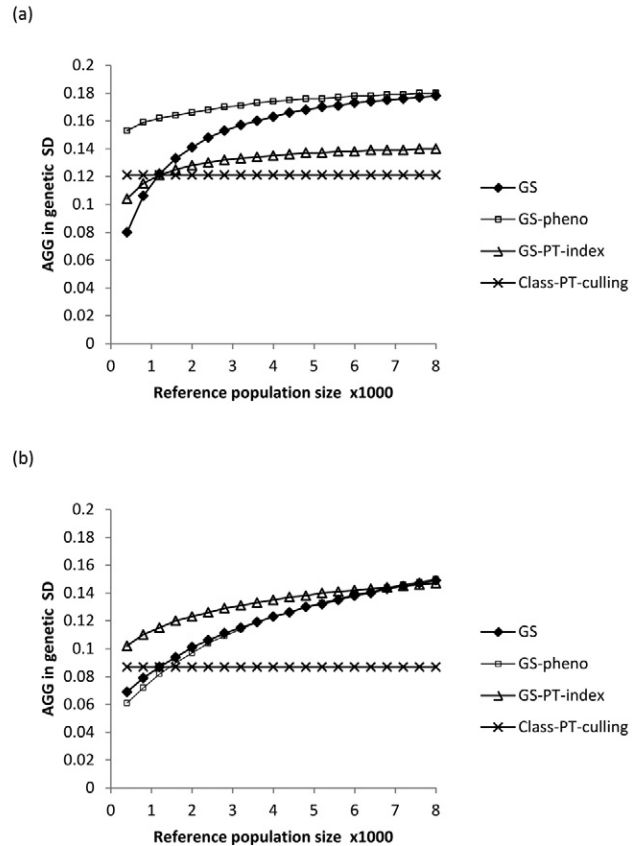 (a)
0.2
0.18
0.16
0.14
0.12
0.1
0.08
0.06
0.04
0.02
0
AGG in genetic SD
0 1 2 3 4 5 6 7 8
Reference population size x1000
GS
GS-pheno
GS-PT-index
Class-PT-culling
(b)
0.2
0.18
0.16
0.14
0.12
0.1
0.08
0.06
0.04
0.02
0
AGG in genetic SD
0 1 2 3 4 5 6 7 8
Reference population size x1000
GS
GS-pheno
GS-PT-index
Class-PT-culling